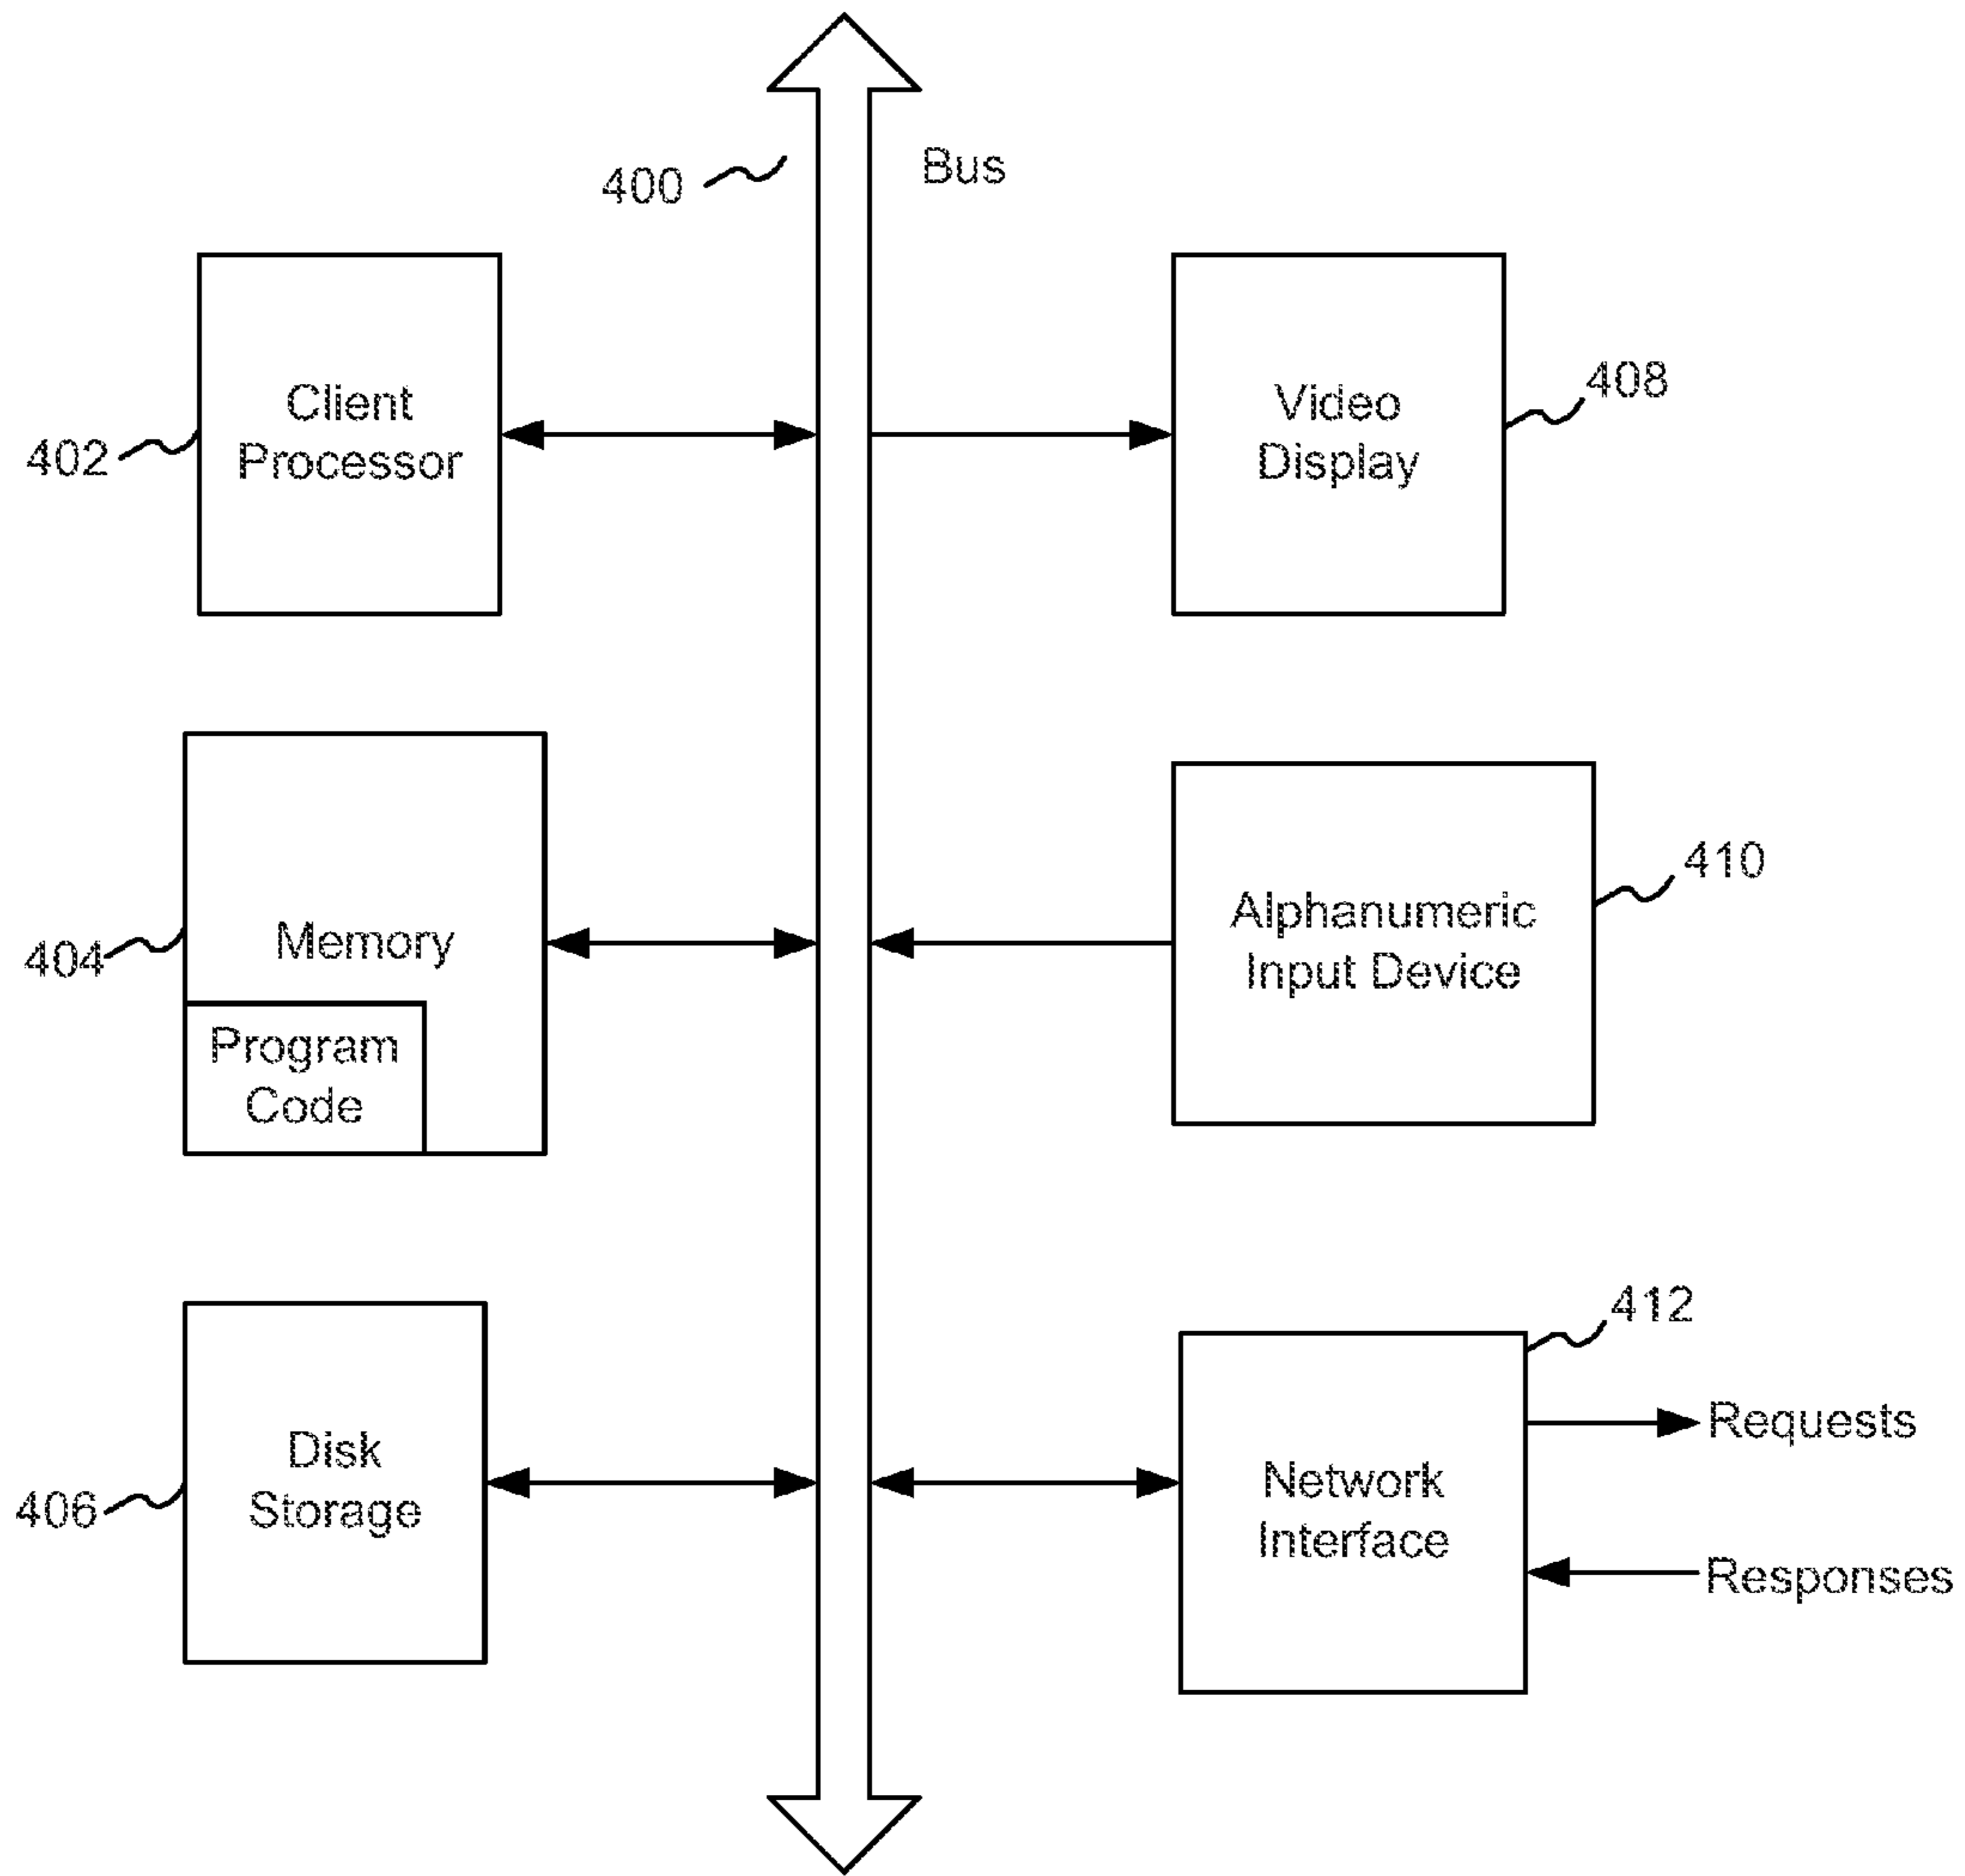 400
Bus
Client
Processor
402
Video
Display
408
Memory
404
Program
Code
Alphanumeric
Input Device
410
Disk
Storage
406
412
Network
Interface
Requests
Responses